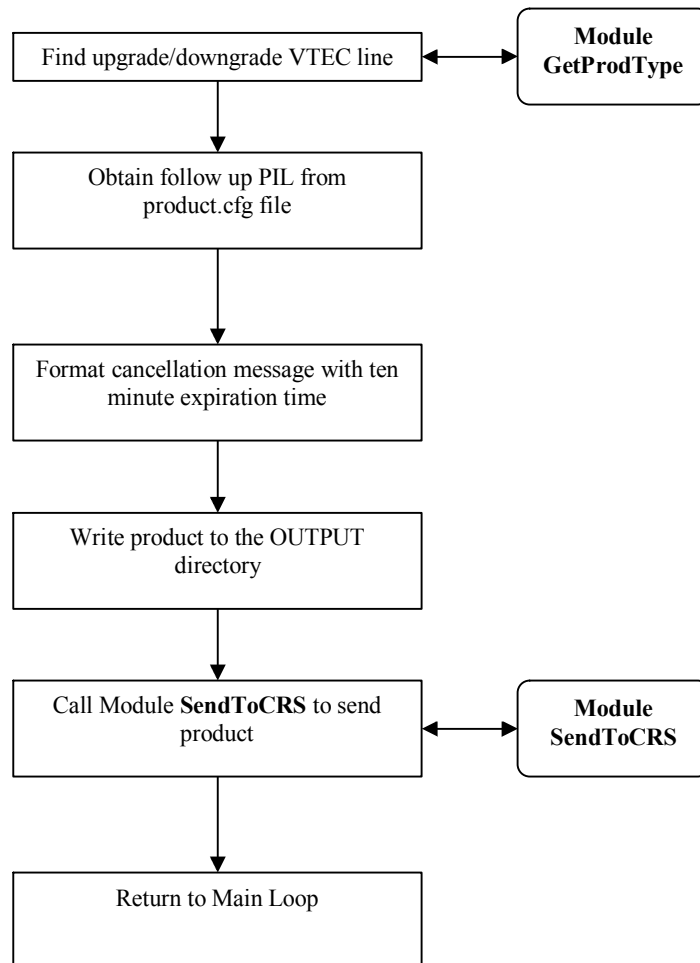 Find upgrade/downgrade VTEC line
Module
GetProdType
Obtain follow up PIL from
product.cfg file
Format cancellation message with ten
minute expiration time
Write product to the OUTPUT
directory
Call Module SendToCRS to send
product
Module
SendToCRS
Return to Main Loop